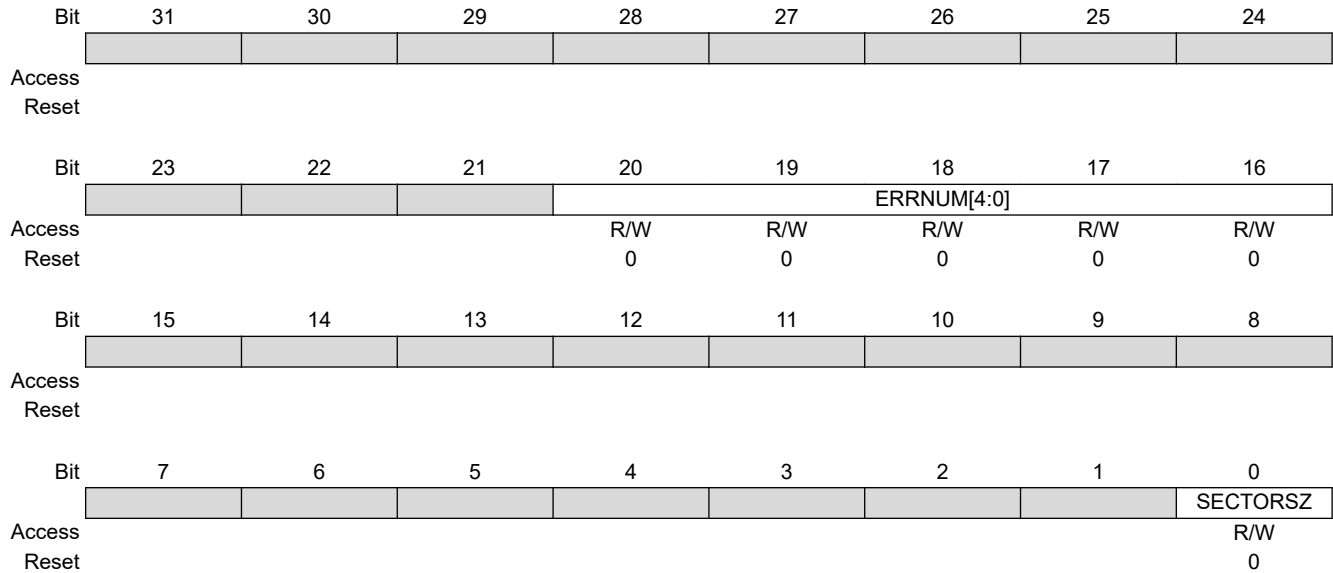 Bit 31 30 29 28 27 26 25 24
Access
Reset
Bit 23 22 21 20 19 18 17 16
ERRNUM[4:0]
Access R/W R/W R/W R/W R/W
Reset 0 0 0 0 0
Bit 15 14 13 12 11 10 9 8
Access
Reset
Bit 7 6 5 4 3 2 1 0
SECTORSZ
Access R/W
Reset 0